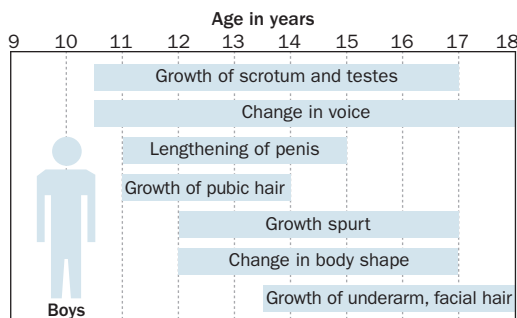 Age in years
9 10 11 12 13 14 15 16 17 18
Growth of scrotum and testes
Change in voice
Lengthening of penis
Growth of pubic hair
Growth spurt
Change in body shape
Growth of underarm, facial hair
Boys